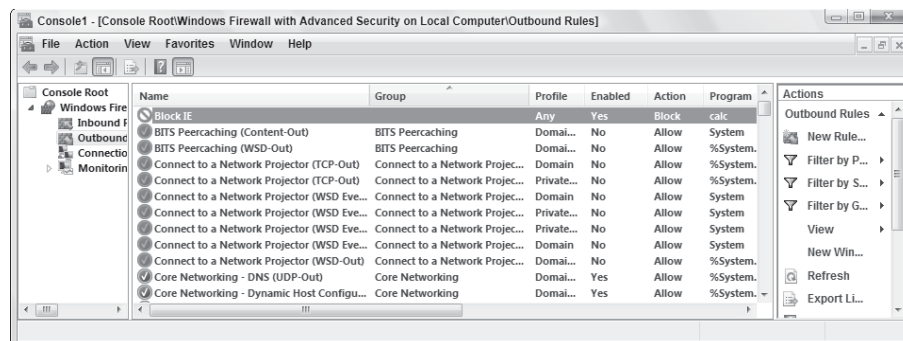 Console1 - [Console Root\Windows Firewall with Advanced Security on Local Computer\Outbound Rules]
File Action View Favorites Window Help
Console Root
Windows Fire
Inbound R
Outbound
Connectio
Monitorin
Name Group Profile Enabled Action Program
Block IE Any Yes Block calc
BITS Peercaching (Content-Out) BITS Peercaching Domai... No Allow System
BITS Peercaching (WSD-Out) BITS Peercaching Domai... No Allow %System.
Connect to a Network Projector (TCP-Out) Connect to a Network Projec... Domain No Allow %System.
Connect to a Network Projector (TCP-Out) Connect to a Network Projec... Private... No Allow %System.
Connect to a Network Projector (WSD Eve... Connect to a Network Projec... Domain No Allow System
Connect to a Network Projector (WSD Eve... Connect to a Network Projec... Private... No Allow System
Connect to a Network Projector (WSD Eve... Connect to a Network Projec... Private... No Allow System
Connect to a Network Projector (WSD Eve... Connect to a Network Projec... Domain No Allow System
Connect to a Network Projector (WSD-Out) Connect to a Network Projec... Domai... No Allow %System.
Core Networking - DNS (UDP-Out) Core Networking Domai... Yes Allow %System.
Core Networking - Dynamic Host Configu... Core Networking Domai... Yes Allow %System.
Actions
Outbound Rules
New Rule...
Filter by P...
Filter by S...
Filter by G...
View
New Win...
Refresh
Export Li...